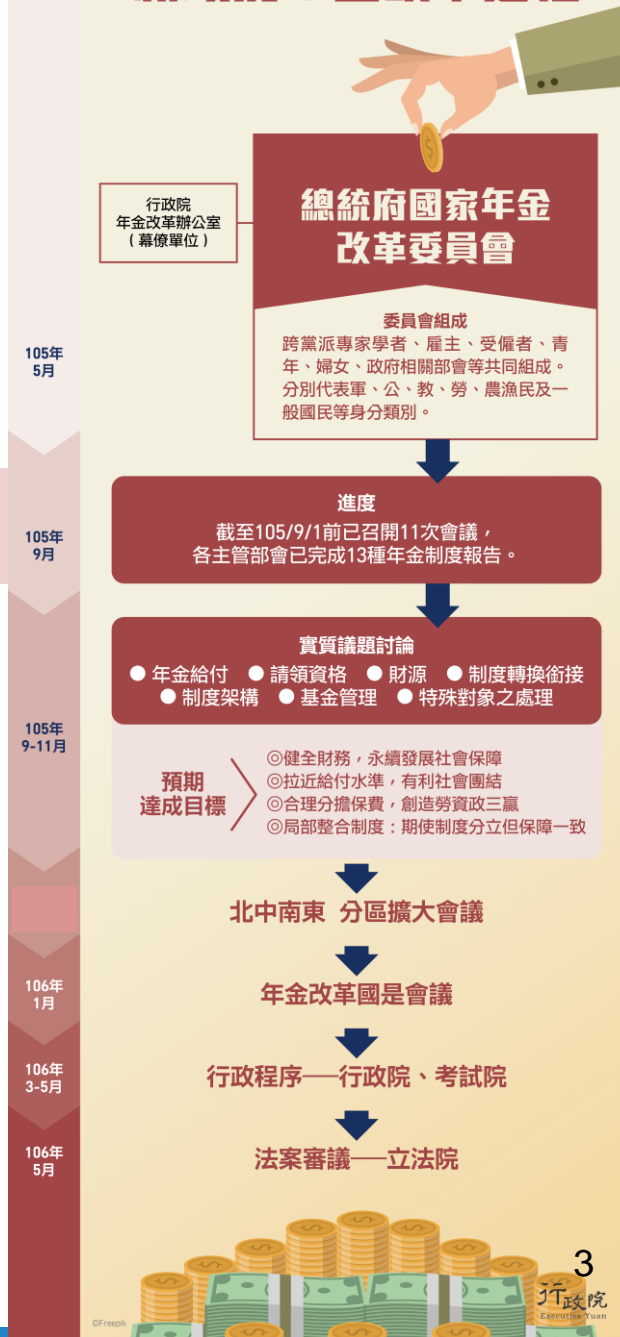 行政院
年金改革辦公室
(幕僚單位)
總統府國家年金
改革委員會
委員會組成
跨黨派專家學者、雇主、受僱者、青
年、婦女、政府相關部會等共同組成。
分別代表軍、公、教、勞、農漁民及一
般國民等身分類別。
105年
5月
進度
截至105/9/1前已召開11次會議,
各主管部會已完成13種年金制度報告。
105年
9月
實質議題討論
● 年金給付 ● 請領資格 ● 財源 ● 制度轉換銜接
● 制度架構 ● 基金管理 ● 特殊對象之處理
105年
9-11月
預期
達成目標
◎健全財務,永續發展社會保障
◎拉近給付水準,有利社會團結
◎合理分擔保費,創造勞資政三贏
◎局部整合制度:期使制度分立但保障一致
北中南東 分區擴大會議
106年
1月
年金改革國是會議
106年
3-5月
行政程序──行政院、考試院
106年
5月
法案審議──立法院
3
行政院
Executive Yuan
©Freepik